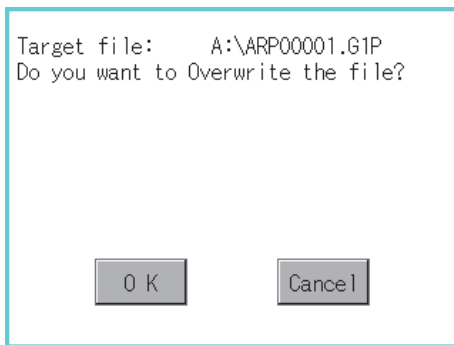 Target file: A:\ARP00001.G1P
Do you want to Overwrite the file?
O K
Cancel